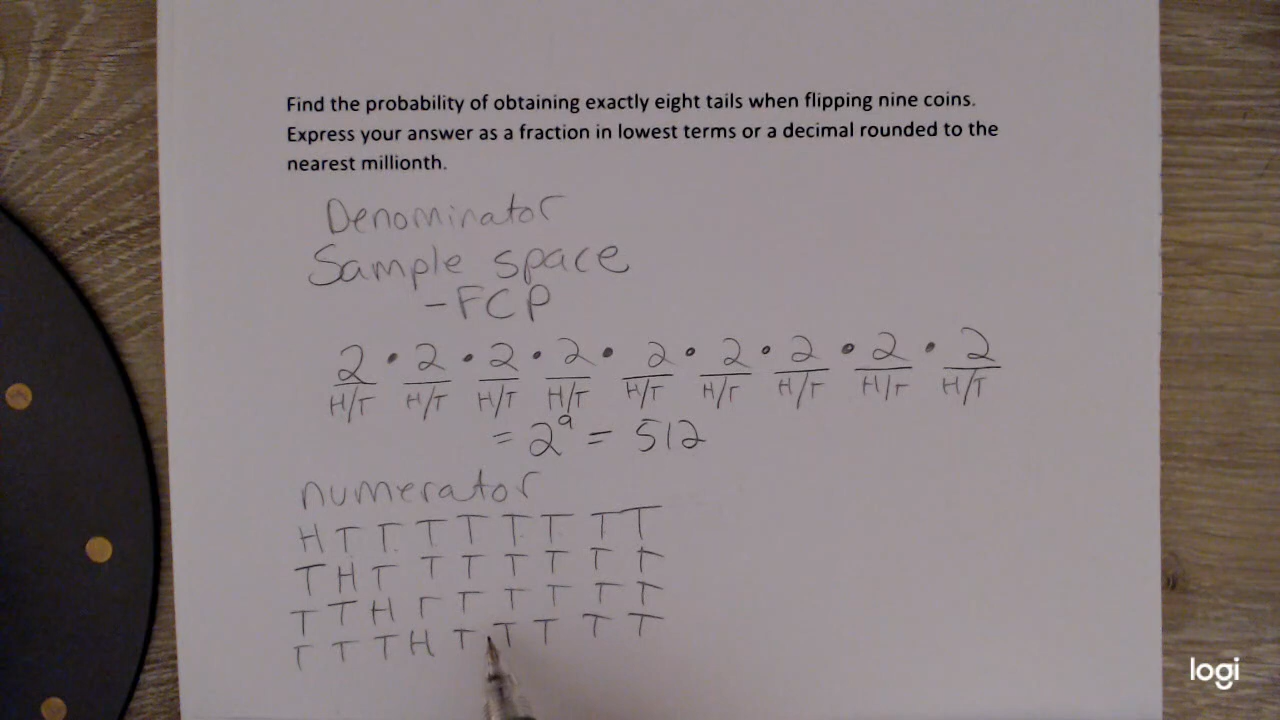 Find the probability of obtaining exactly eight tails when flipping nine coins.
Express your answer as a fraction in lowest terms or a decimal rounded to the
nearest millionth.
Denominator
Sample space
-FCP
2 • 2 • 2 • 2 • 2 • 2 • 2 • 2 • 2
H/T H/T H/T H/T H/T H/T H/T H/T H/T
= 2⁹ = 512
numerator
H T T T T T T T T
T H T T T T T T T
T T H T T T T T T
T T T H T T T T T
logi